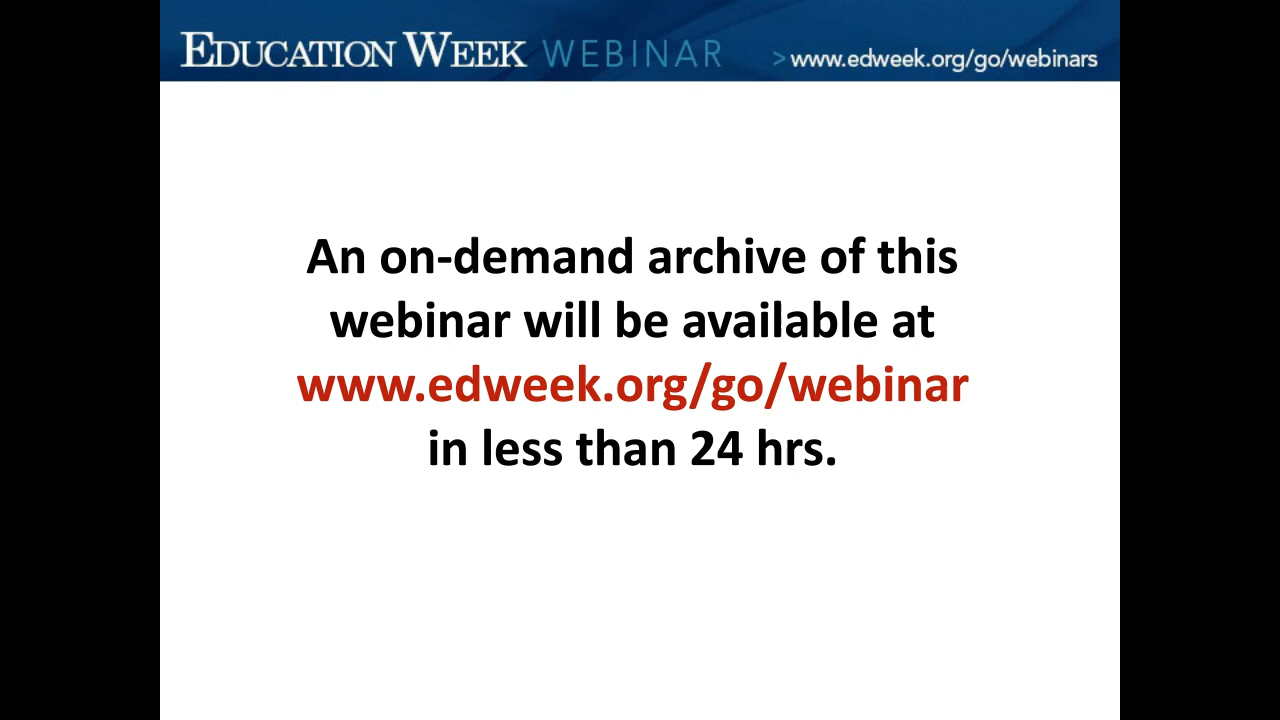 EDUCATION WEEK WEBINAR > www.edweek.org/go/webinars
An on-demand archive of this
webinar will be available at
www.edweek.org/go/webinar
in less than 24 hrs.